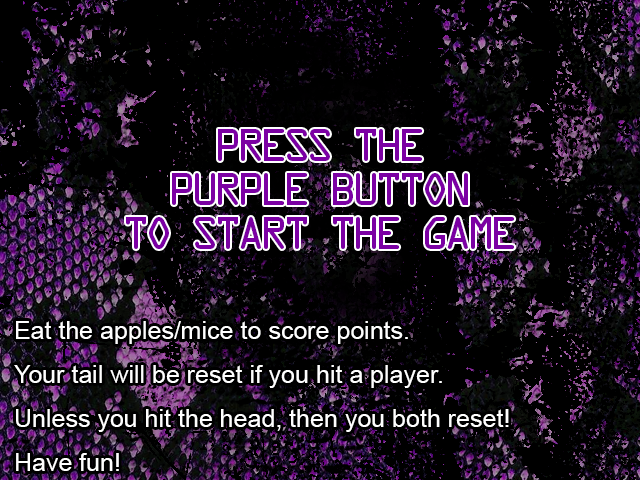 PRESS THE
PURPLE BUTTON
TO START THE GAME
Eat the apples/mice to score points.
Your tail will be reset if you hit a player.
Unless you hit the head, then you both reset!
Have fun!